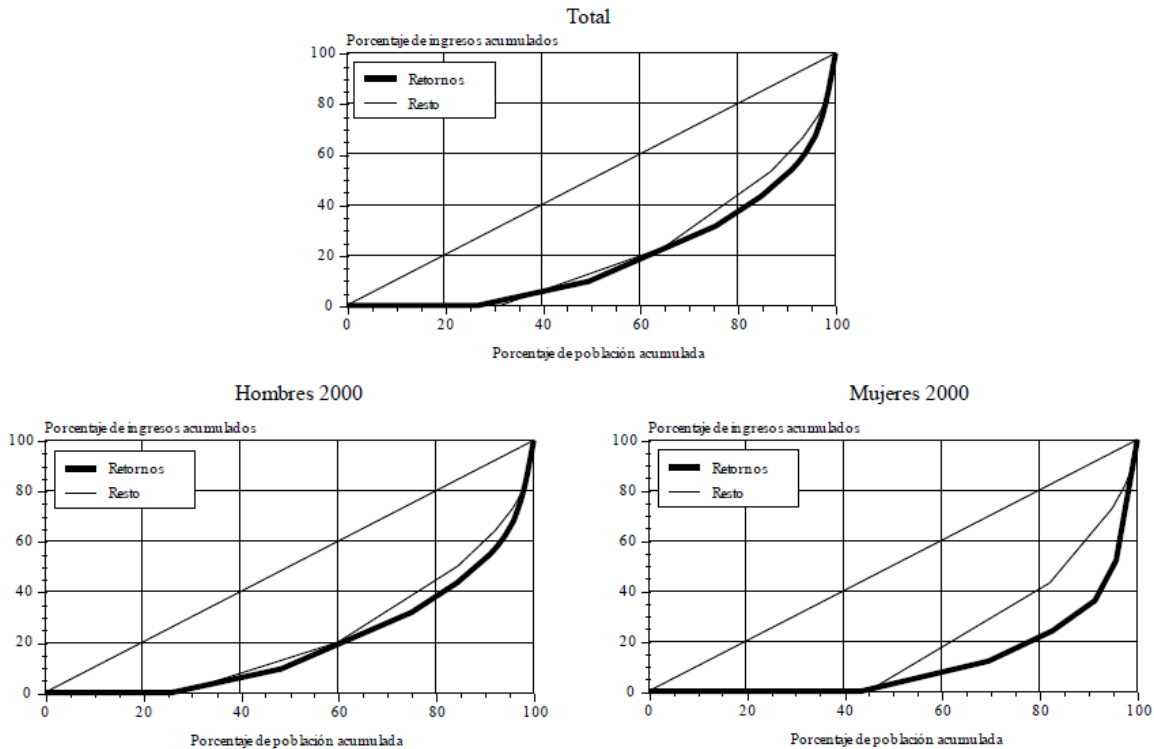 Total
Porcentaje de ingresos acumulados
100
80
60
40
20
0
Retornos
Resto
0 20 40 60 80 100
Porcentaje de población acumulada
Hombres 2000
Porcentaje de ingresos acumulados
100
80
60
40
20
0
Retornos
Resto
0 20 40 60 80 100
Porcentaje de población acumulada
Mujeres 2000
Porcentaje de ingresos acumulados
100
80
60
40
20
0
Retornos
Resto
0 20 40 60 80 100
Porcentaje de población acumulada